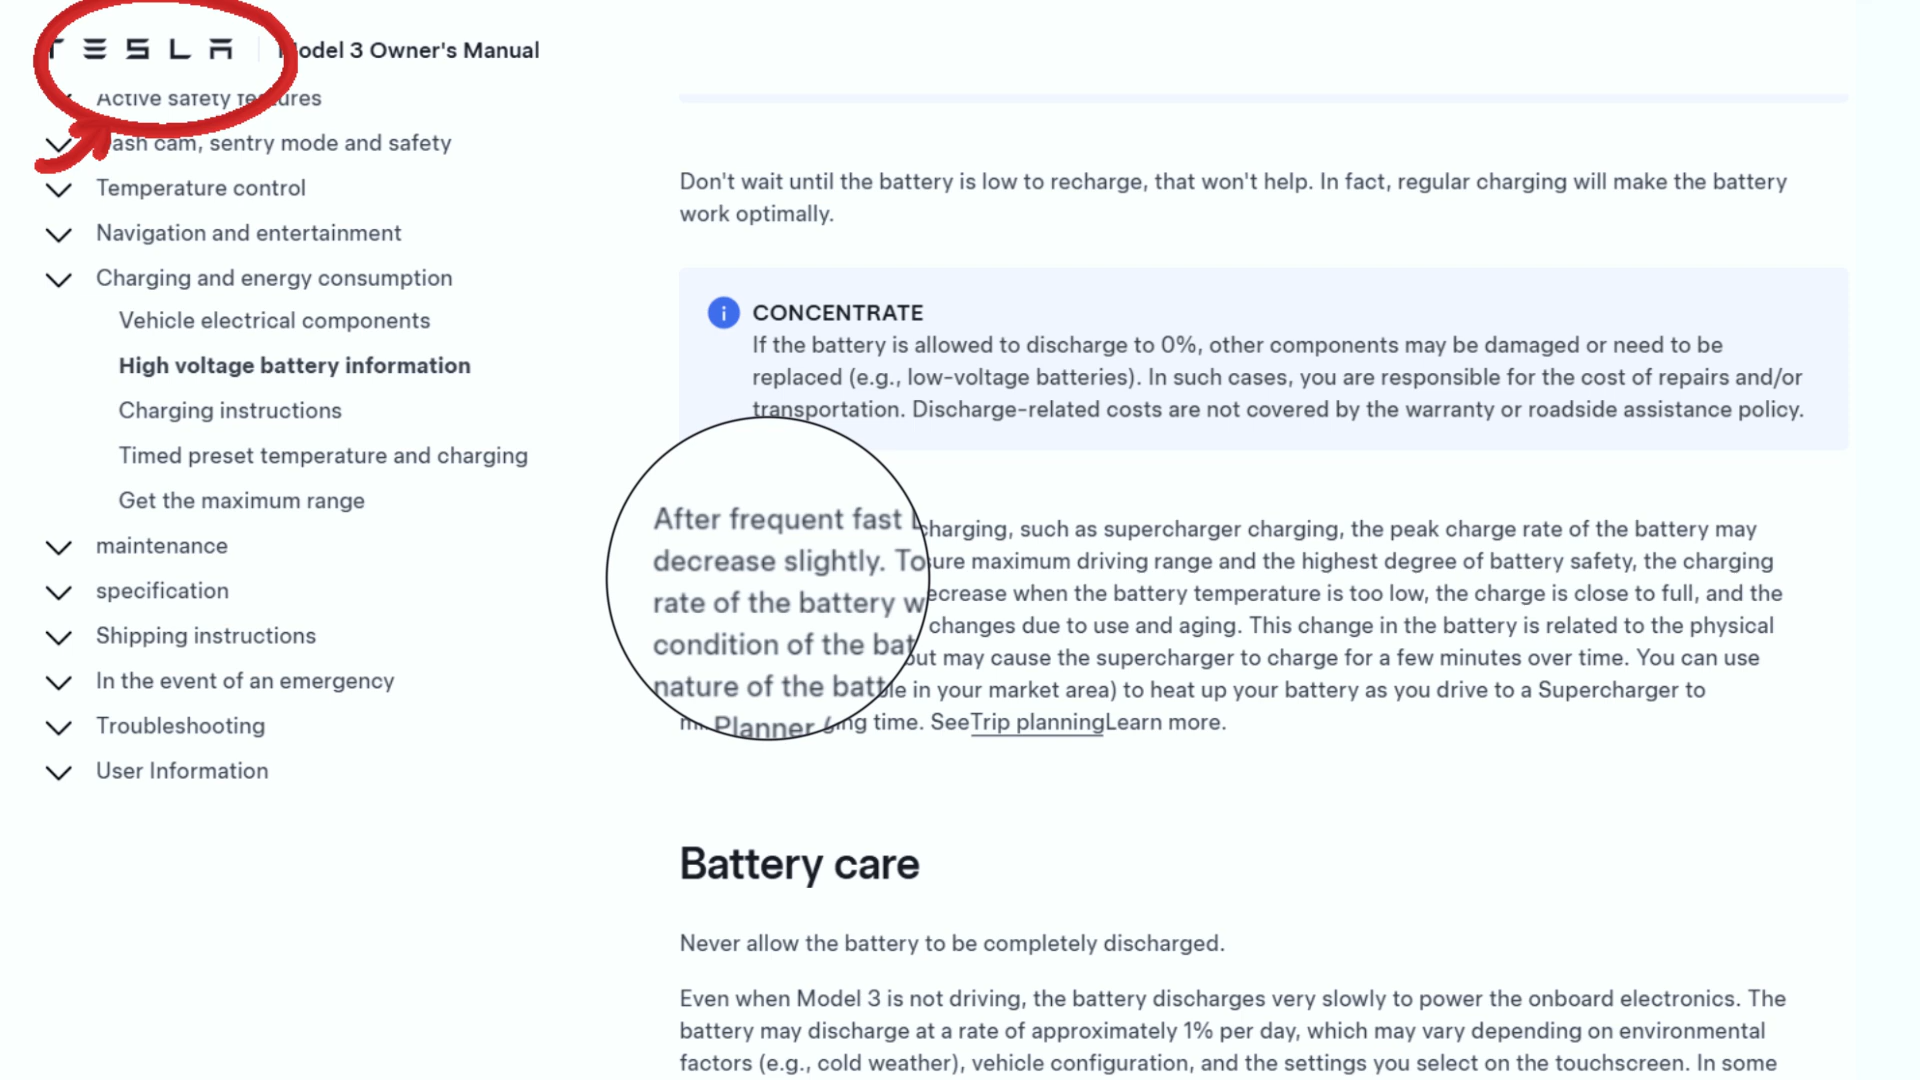 TESLA
Model 3 Owner's Manual
Active safety features
Dash cam, sentry mode and safety
Temperature control
Navigation and entertainment
Charging and energy consumption
Vehicle electrical components
High voltage battery information
Charging instructions
Timed preset temperature and charging
Get the maximum range
maintenance
specification
Shipping instructions
In the event of an emergency
Troubleshooting
User Information
Don't wait until the battery is low to recharge, that won't help. In fact, regular charging will make the battery
work optimally.
CONCENTRATE
If the battery is allowed to discharge to 0%, other components may be damaged or need to be
replaced (e.g., low-voltage batteries). In such cases, you are responsible for the cost of repairs and/or
transportation. Discharge-related costs are not covered by the warranty or roadside assistance policy.
After frequent fast charging, such as supercharger charging, the peak charge rate of the battery may
decrease slightly. To sure maximum driving range and the highest degree of battery safety, the charging
rate of the battery decrease when the battery temperature is too low, the charge is close to full, and the
condition of the changes due to use and aging. This change in the battery is related to the physical
nature of the but may cause the supercharger to charge for a few minutes over time. You can use
Planner in your market area) to heat up your battery as you drive to a Supercharger to
time. SeeTrip planningLearn more.
Battery care
Never allow the battery to be completely discharged.
Even when Model 3 is not driving, the battery discharges very slowly to power the onboard electronics. The
battery may discharge at a rate of approximately 1% per day, which may vary depending on environmental
factors (e.g., cold weather), vehicle configuration, and the settings you select on the touchscreen. In some